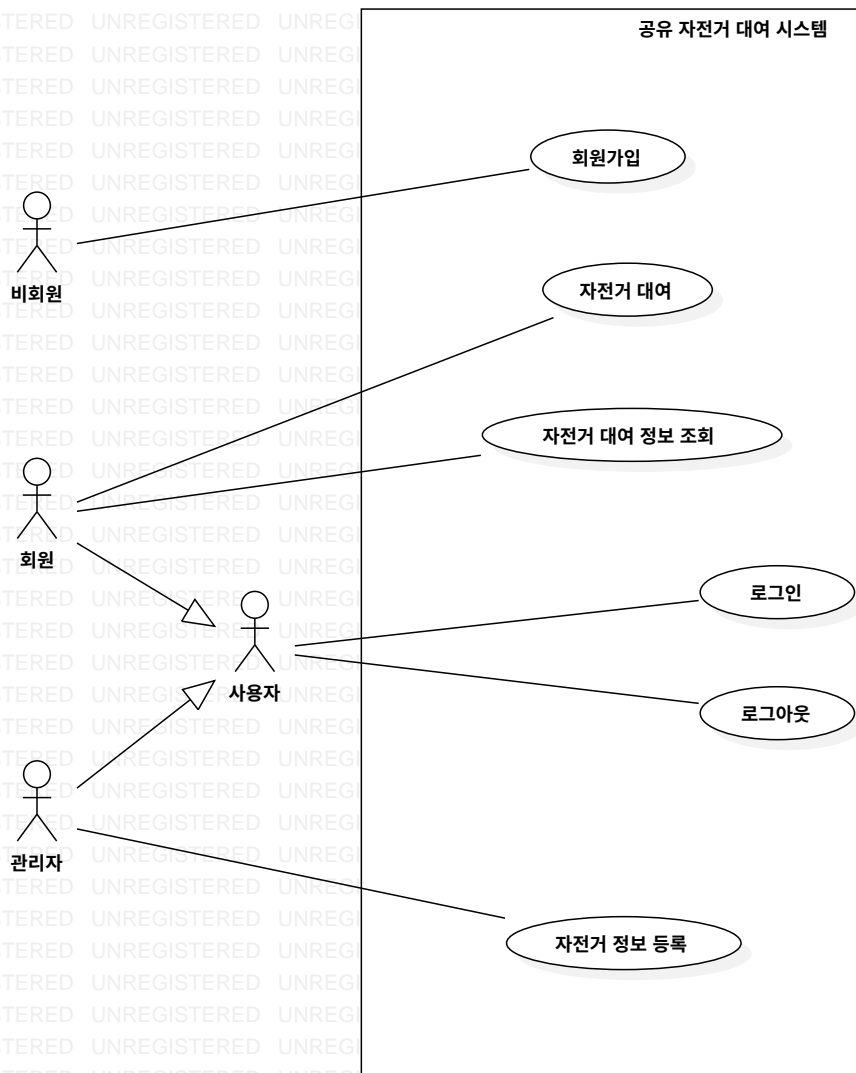 공유 자전거 대여 시스템
회원가입
비회원
자전거 대여
자전거 대여 정보 조회
회원
로그인
사용자
로그아웃
관리자
자전거 정보 등록
UNREGISTERED